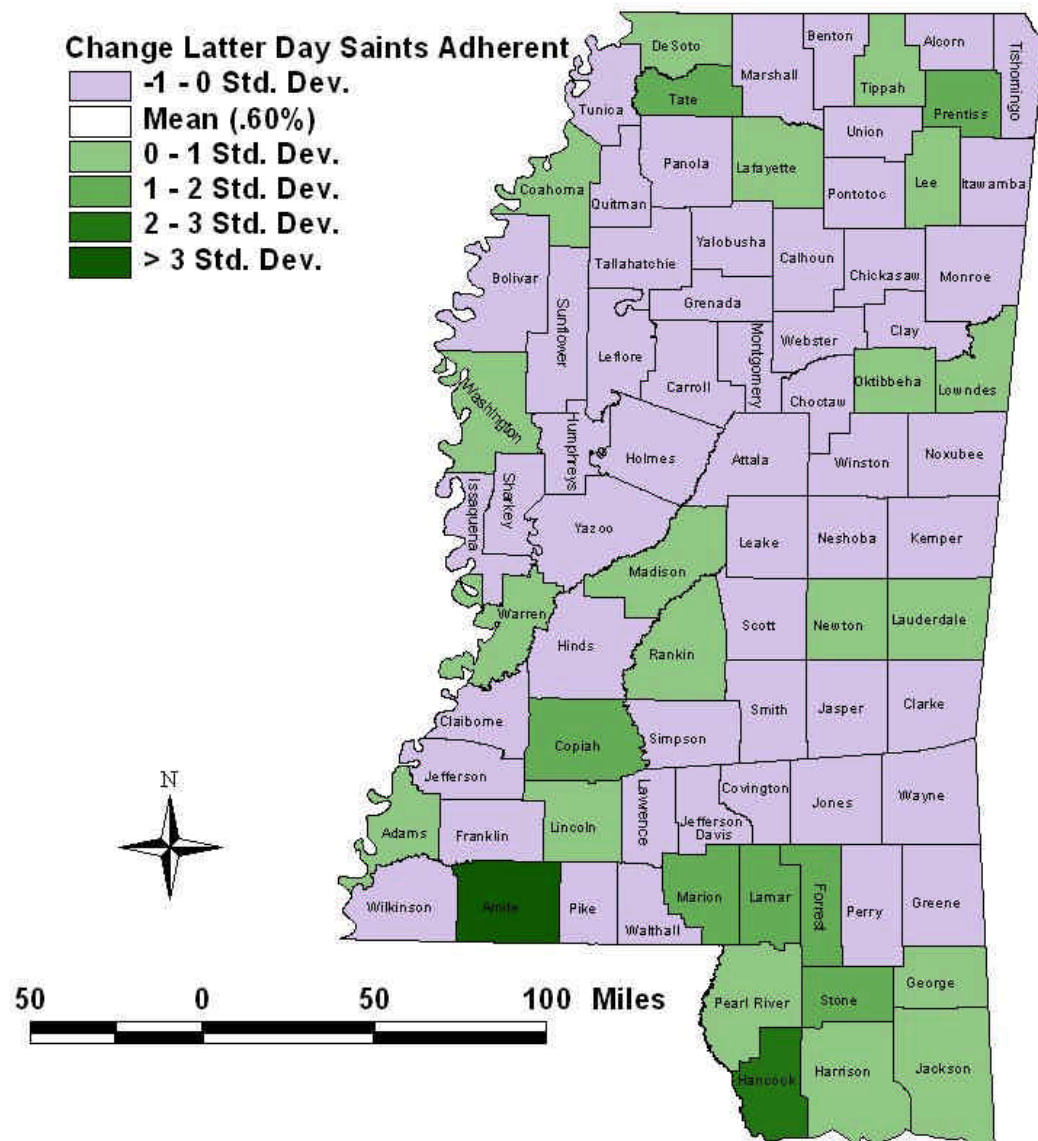 Change Latter Day Saints Adherent
-1 - 0 Std. Dev.
Mean (.60%)
0 - 1 Std. Dev.
1 - 2 Std. Dev.
2 - 3 Std. Dev.
> 3 Std. Dev.
DeSoto
Benton
Alcorn
Tishomingo
Marshall
Tippah
Tate
Tunica
Prentiss
Union
Panola
Lafayette
Coahoma
Quitman
Pontotoc
Lee
Itawamba
Yalobusha
Tallahatchie
Calhoun
Chickasaw
Monroe
Bolivar
Sunflower
Grenada
Leflore
Montgomery
Webster
Clay
Carroll
Choctaw
Oktibbeha
Lowndes
Washington
Humphreys
Holmes
Attala
Winston
Noxubee
Issaquena
Sharkey
Yazoo
Leake
Neshoba
Kemper
Madison
Warren
Hinds
Rankin
Scott
Newton
Lauderdale
Claiborne
Copiah
Simpson
Smith
Jasper
Clarke
Jefferson
Lawrence
Jefferson
Davis
Covington
Jones
Wayne
Adams
Franklin
Lincoln
Wilkinson
Amite
Pike
Walthall
Marion
Lamar
Forrest
Perry
Greene
Pearl River
Stone
George
Hancock
Harrison
Jackson
N
50 0 50 100 Miles